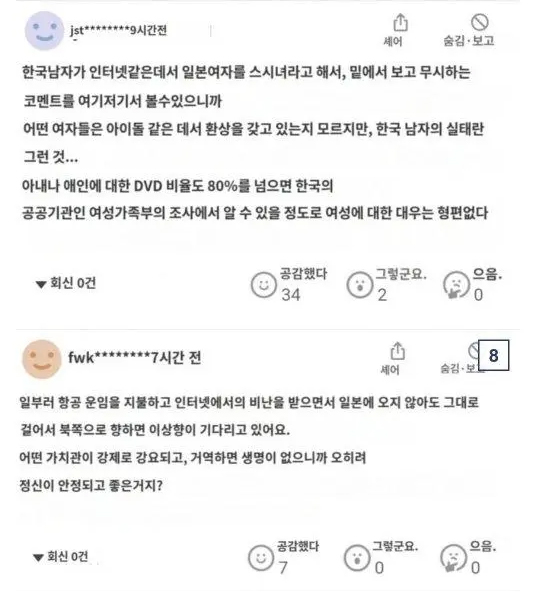 jst********9시간전
셰어
숨김·보고
한국남자가 인터넷같은데서 일본여자를 스시녀라고 해서, 밑에서 보고 무시하는
코멘트를 여기저기서 볼수있으니까
어떤 여자들은 아이돌 같은 데서 환상을 갖고 있는지 모르지만, 한국 남자의 실태란
그런 것...
아내나 애인에 대한 DVD 비율도 80%를 넘으면 한국의
공공기관인 여성가족부의 조사에서 알 수 있을 정도로 여성에 대한 대우는 형편없다
▼ 회신 0건
공감했다
34
그렇군요.
2
으음.
0
fwk********7시간 전
셰어
숨김·보고
8
일부러 항공 운임을 지불하고 인터넷에서의 비난을 받으면서 일본에 오지 않아도 그대로
걸어서 북쪽으로 향하면 이상향이 기다리고 있어요.
어떤 가치관이 강제로 강요되고, 거역하면 생명이 없으니까 오히려
정신이 안정되고 좋은거지?
▼ 회신 0건
공감했다
7
그렇군요.
0
으음.
0